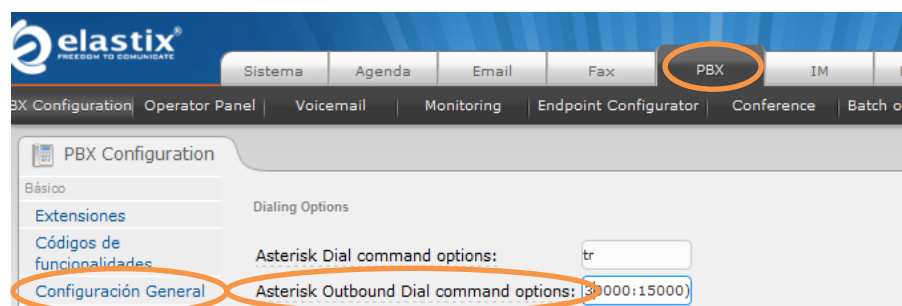 elastix®
FREEDOM TO COMMUNICATE
Sistema Agenda Email Fax PBX IM
BX Configuration Operator Panel Voicemail Monitoring Endpoint Configurator Conference Batch o
PBX Configuration
Básico
Extensiones
Dialing Options
Códigos de funcionalidades
Asterisk Dial command options: tr
Configuración General
Asterisk Outbound Dial command options: 0000:15000)